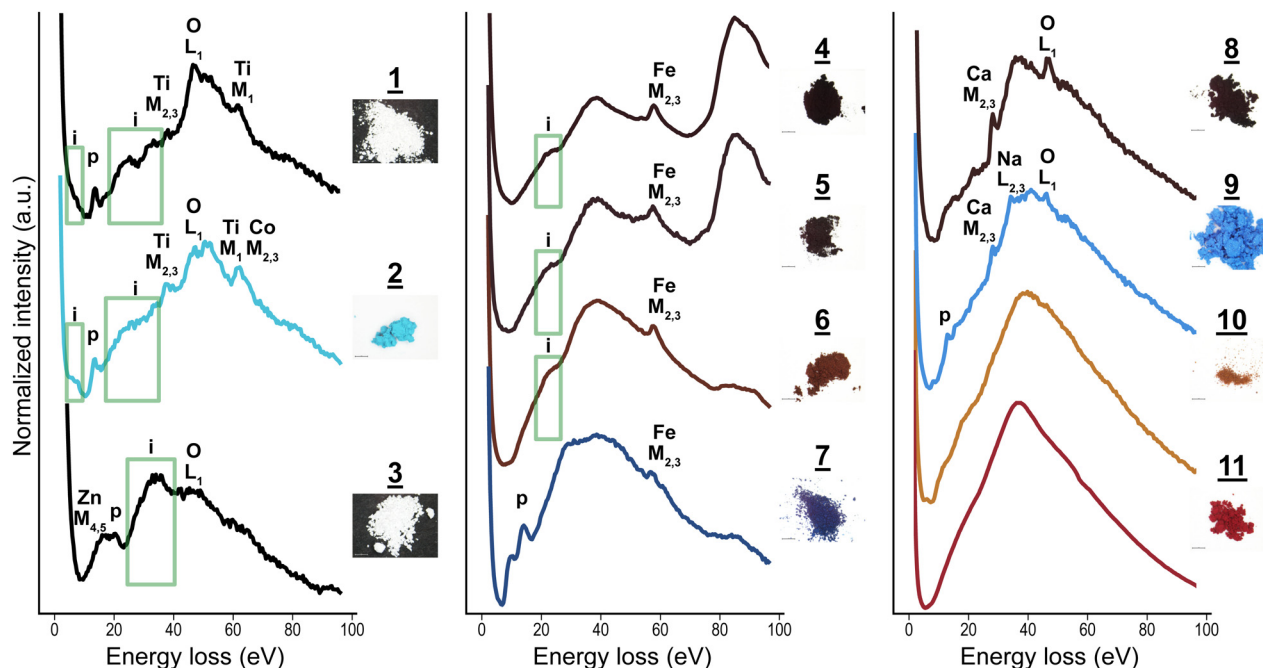 Normalized intensity (a.u.)
O
L1
Ti
M2,3
Ti
M1
i
i
p
1
O
L1
Ti
M2,3
Ti
M1
Co
M2,3
i
i
p
2
i
O
L1
Zn
M4,5
p
3
0 20 40 60 80 100
Energy loss (eV)
Fe
M2,3
i
4
Fe
M2,3
i
5
Fe
M2,3
i
6
Fe
M2,3
p
7
0 20 40 60 80 100
Energy loss (eV)
O
L1
Ca
M2,3
8
Na
L2,3
O
L1
Ca
M2,3
p
9
10
11
0 20 40 60 80 100
Energy loss (eV)